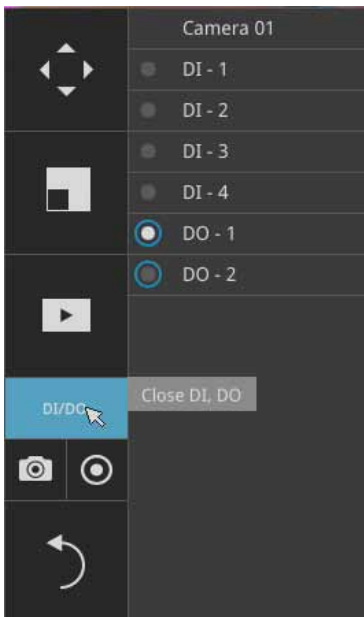 Camera 01
DI - 1
DI - 2
DI - 3
DI - 4
DO - 1
DO - 2
DI/DO
Close DI, DO